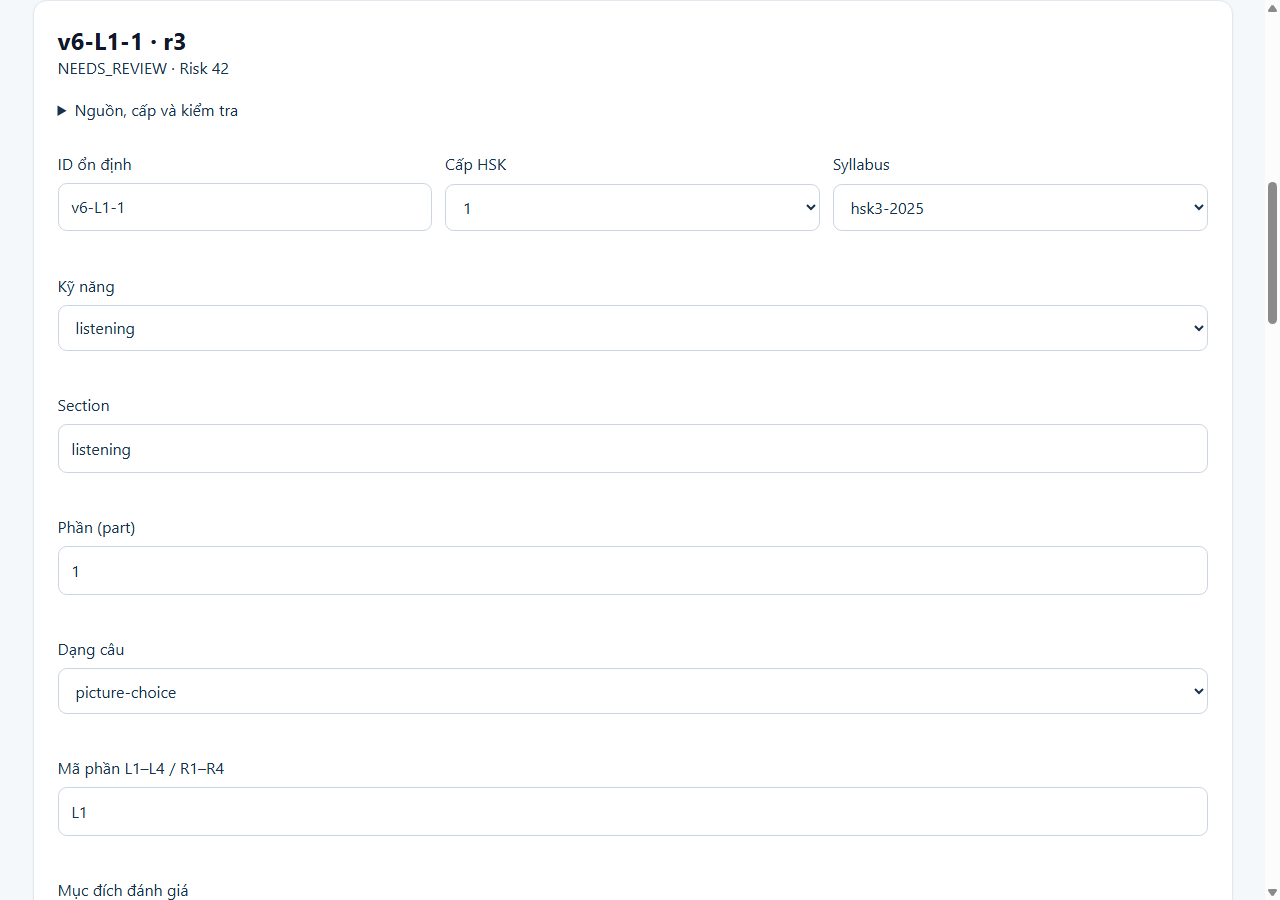 v6-L1-1 · r3
NEEDS_REVIEW · Risk 42
Nguồn, cấp và kiểm tra
ID ổn định
Cấp HSK
Syllabus
v6-L1-1
1
hsk3-2025
Kỹ năng
listening
Section
listening
Phần (part)
1
Dạng câu
picture-choice
Mã phần L1–L4 / R1–R4
L1
Mục đích đánh giá